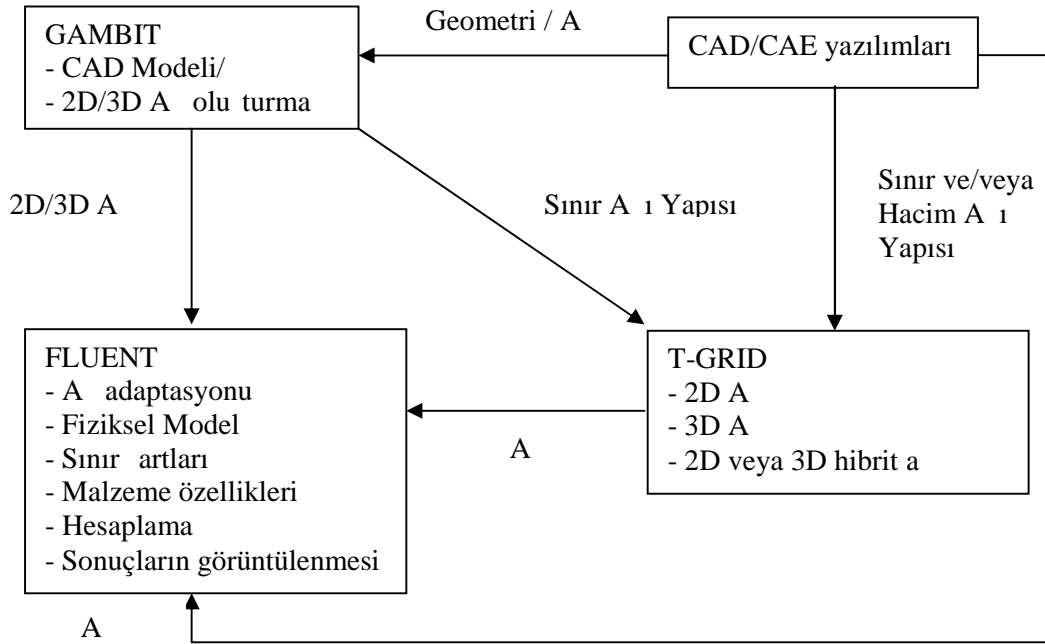 Geometri / A
GAMBIT
- CAD Modeli/
- 2D/3D A olu turma
CAD/CAE yazılımları
2D/3D A
Sınır A ı Yapısı
Sınır ve/veya
Hacim A ı
Yapısı
FLUENT
- A adaptasyonu
- Fiziksel Model
- Sınır artları
- Malzeme özellikleri
- Hesaplama
- Sonuçların görüntülenmesi
A
T-GRID
- 2D A
- 3D A
- 2D veya 3D hibrit a
A